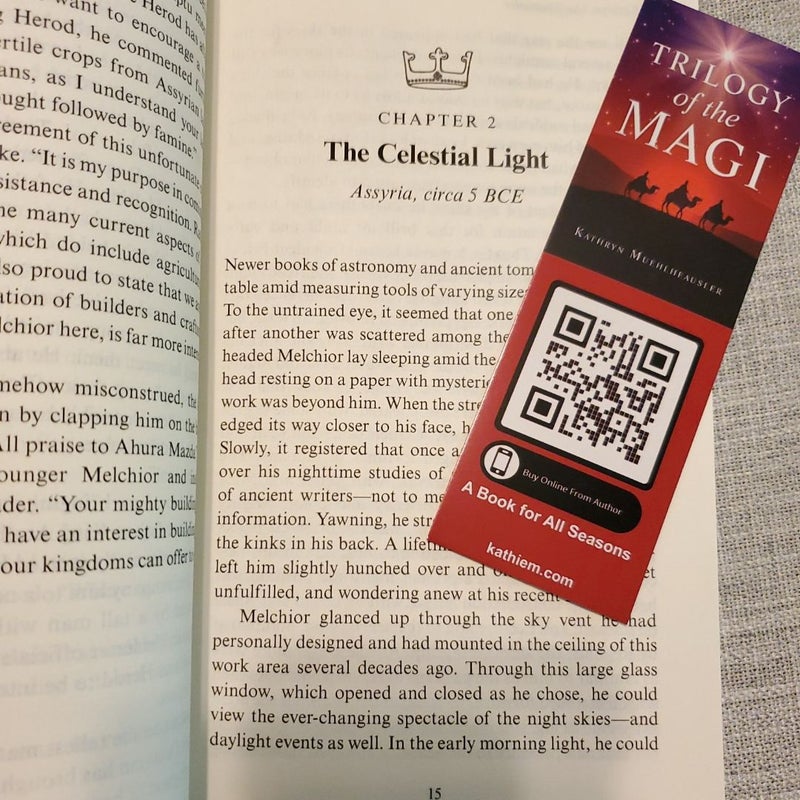 Herod has
want to encourage a
g Herod, he commented
ertile crops from Assyrian
ans, as I understand your
ought followed by famine."
reement of this unfortunate
ke. "It is my purpose in
sistance and recognition.
ne many current aspects
which do include
lso proud to state that we
ation of builders and
lchior here, is far more
mehow misconstrued, the
n by clapping him on the
All praise to Ahura Mazda
ounger Melchior and
der. "Your mighty
have an interest in
our kingdoms can offer
CHAPTER 2
The Celestial Light
Assyria, circa 5 BCE
Newer books of astronomy and ancient tom
table amid measuring tools of varying size
To the untrained eye, it seemed that one
after another was scattered among the
headed Melchior lay sleeping amid the
head resting on a paper with mysterio
work was beyond him. When the stre
edged its way closer to his face, h
Slowly, it registered that once a
over his nighttime studies of
of ancient writers—not to me
information. Yawning, he str
the kinks in his back. A lifetim
left him slightly hunched over and
unfulfilled, and wondering anew at his recent
Melchior glanced up through the sky vent he had
personally designed and had mounted in the ceiling of this
work area several decades ago. Through this large glass
window, which opened and closed as he chose, he could
view the ever-changing spectacle of the night skies—and
daylight events as well. In the early morning light, he could
15
TRILOGY
of the
MAGI
KATHRYN MUEHLHEAUSLER
Buy Online From Author
A Book for All Seasons
kathiem.com